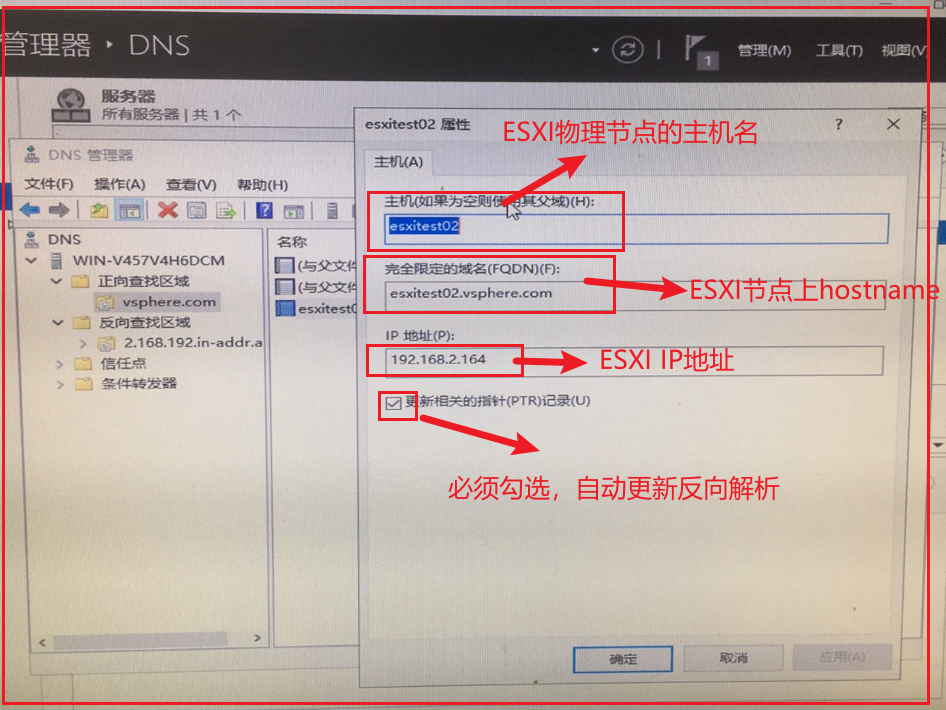 管理器 ‣ DNS
1
管理(M) 工具(T) 视图(V)
服务器
所有服务器 | 共 1 个
DNS 管理器
文件(F) 操作(A) 查看(V) 帮助(H)
DNS
WIN-V457V4H6DCM
正向查找区域
vsphere.com
反向查找区域
2.168.192.in-addr.a
信任点
条件转发器
名称
(与父文件
(与父文件
esxitest0
esxitest02 属性
? ×
ESXI物理节点的主机名
主机(A)
主机(如果为空则使用其父域)(H):
esxitest02
完全限定的域名(FQDN)(F):
esxitest02.vsphere.com
ESXI节点上hostname
IP 地址(P):
192.168.2.164
ESXI IP地址
更新相关的指针(PTR)记录(U)
必须勾选，自动更新反向解析
确定 取消 应用(A)